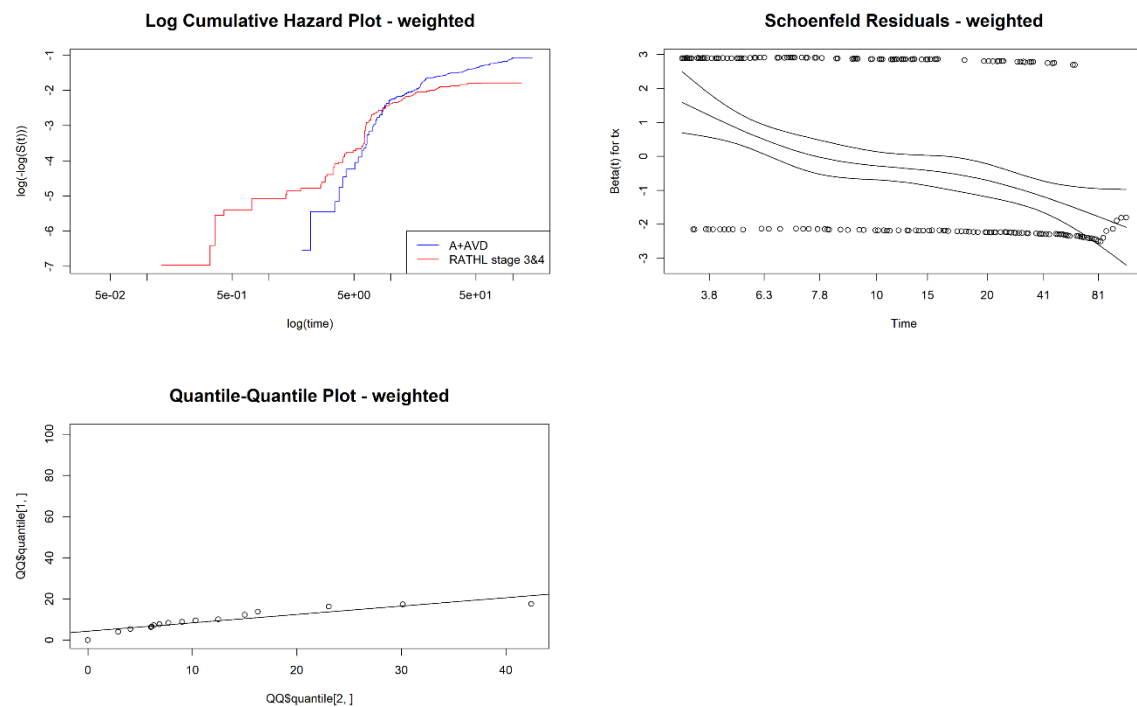 Log Cumulative Hazard Plot - weighted
log(-log(S(t)))
-1
-2
-3
-4
-5
-6
-7
A+AVD
RATHL stage 3&4
5e-02 5e-01 5e+00 5e+01
log(time)
Schoenfeld Residuals - weighted
Beta(t) for tx
3
2
1
0
-1
-2
-3
3.8 6.3 7.8 10 15 20 41 81
Time
Quantile-Quantile Plot - weighted
QQ$quantile[1, ]
100
80
60
40
20
0
0 10 20 30 40
QQ$quantile[2, ]